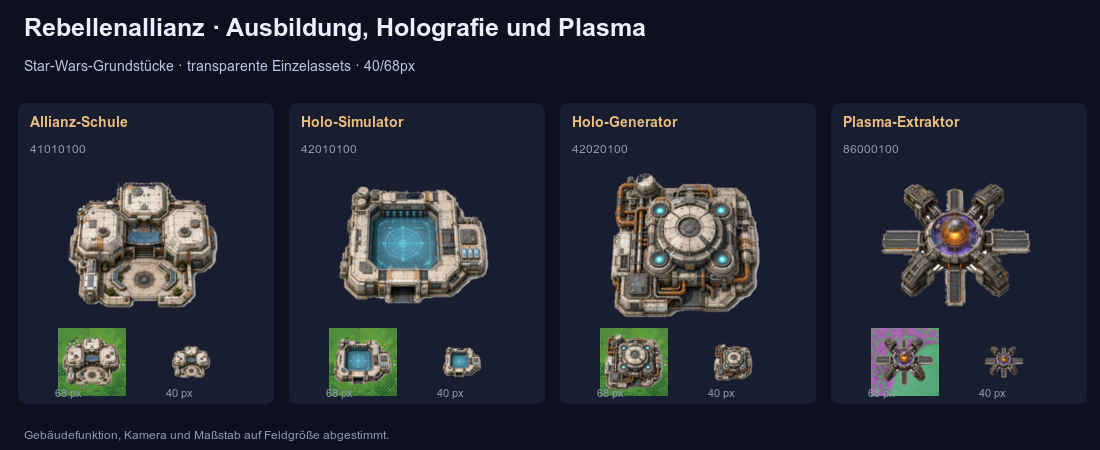 Rebellenallianz · Ausbildung, Holografie und Plasma
Star-Wars-Grundstücke · transparente Einzelassets · 40/68px
Allianz-Schule
41010100
68 px
40 px
Holo-Simulator
42010100
68 px
40 px
Holo-Generator
42020100
68 px
40 px
Plasma-Extraktor
86000100
68 px
40 px
Gebäudefunktion, Kamera und Maßstab auf Feldgröße abgestimmt.